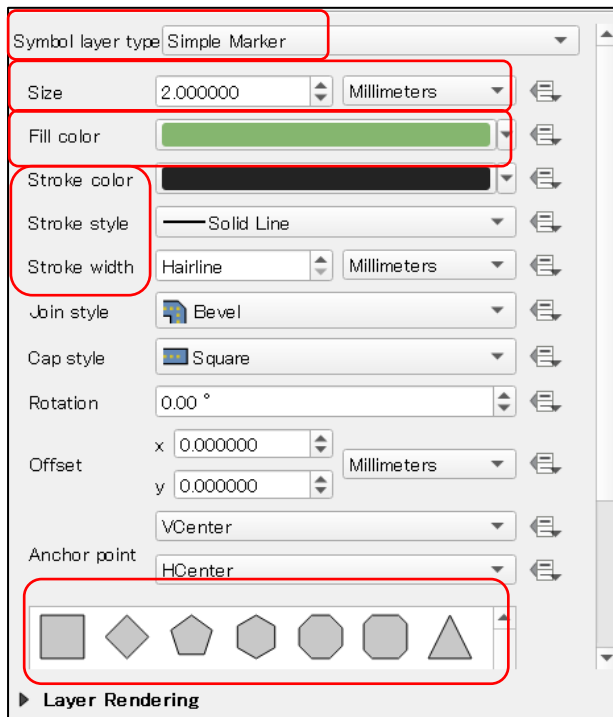 Symbol layer type Simple Marker
Size 2.000000 Millimeters
Fill color
Stroke color
Stroke style Solid Line
Stroke width Hairline Millimeters
Join style Bevel
Cap style Square
Rotation 0.00 °
x 0.000000
Offset Millimeters
y 0.000000
VCenter
Anchor point
HCenter
Layer Rendering